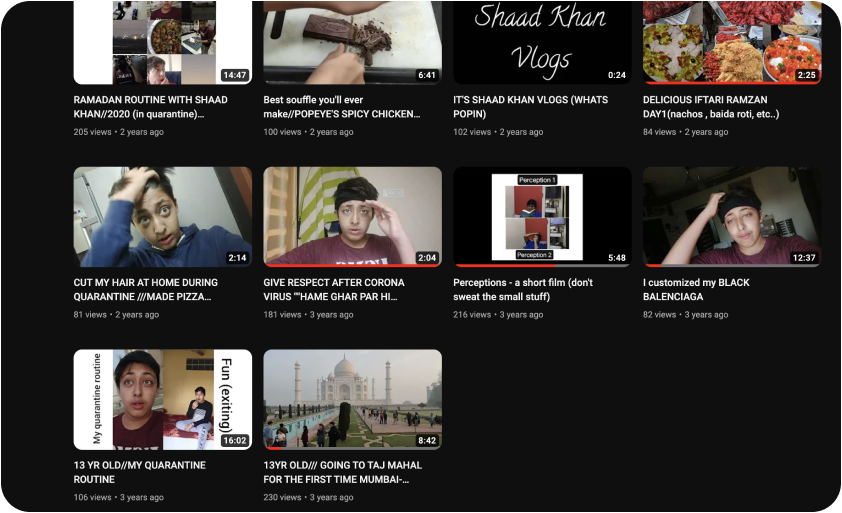 Shaad Khan
Vlogs
14:47
6:41
0:24
2:25
RAMADAN ROUTINE WITH SHAAD
KHAN//2020 (in quarantine)...
205 views • 2 years ago
Best souffle you'll ever
make//POPEYE'S SPICY CHICKEN...
100 views • 2 years ago
IT'S SHAAD KHAN VLOGS (WHATS
POPIN)
102 views • 2 years ago
DELICIOUS IFTARI RAMZAN
DAY1(nachos , baida roti, etc..)
84 views • 2 years ago
2:14
2:04
Perception 1
Perception 2
5:48
12:37
CUT MY HAIR AT HOME DURING
QUARANTINE ///MADE PIZZA...
81 views • 2 years ago
GIVE RESPECT AFTER CORONA
VIRUS ""HAME GHAR PAR HI...
181 views • 3 years ago
Perceptions - a short film (don't
sweat the small stuff)
216 views • 3 years ago
I customized my BLACK
BALENCIAGA
82 views • 3 years ago
My quarantine routine
Fun (exiting)
16:02
8:42
13 YR OLD//MY QUARANTINE
ROUTINE
106 views • 3 years ago
13YR OLD/// GOING TO TAJ MAHAL
FOR THE FIRST TIME MUMBAI-...
230 views • 3 years ago